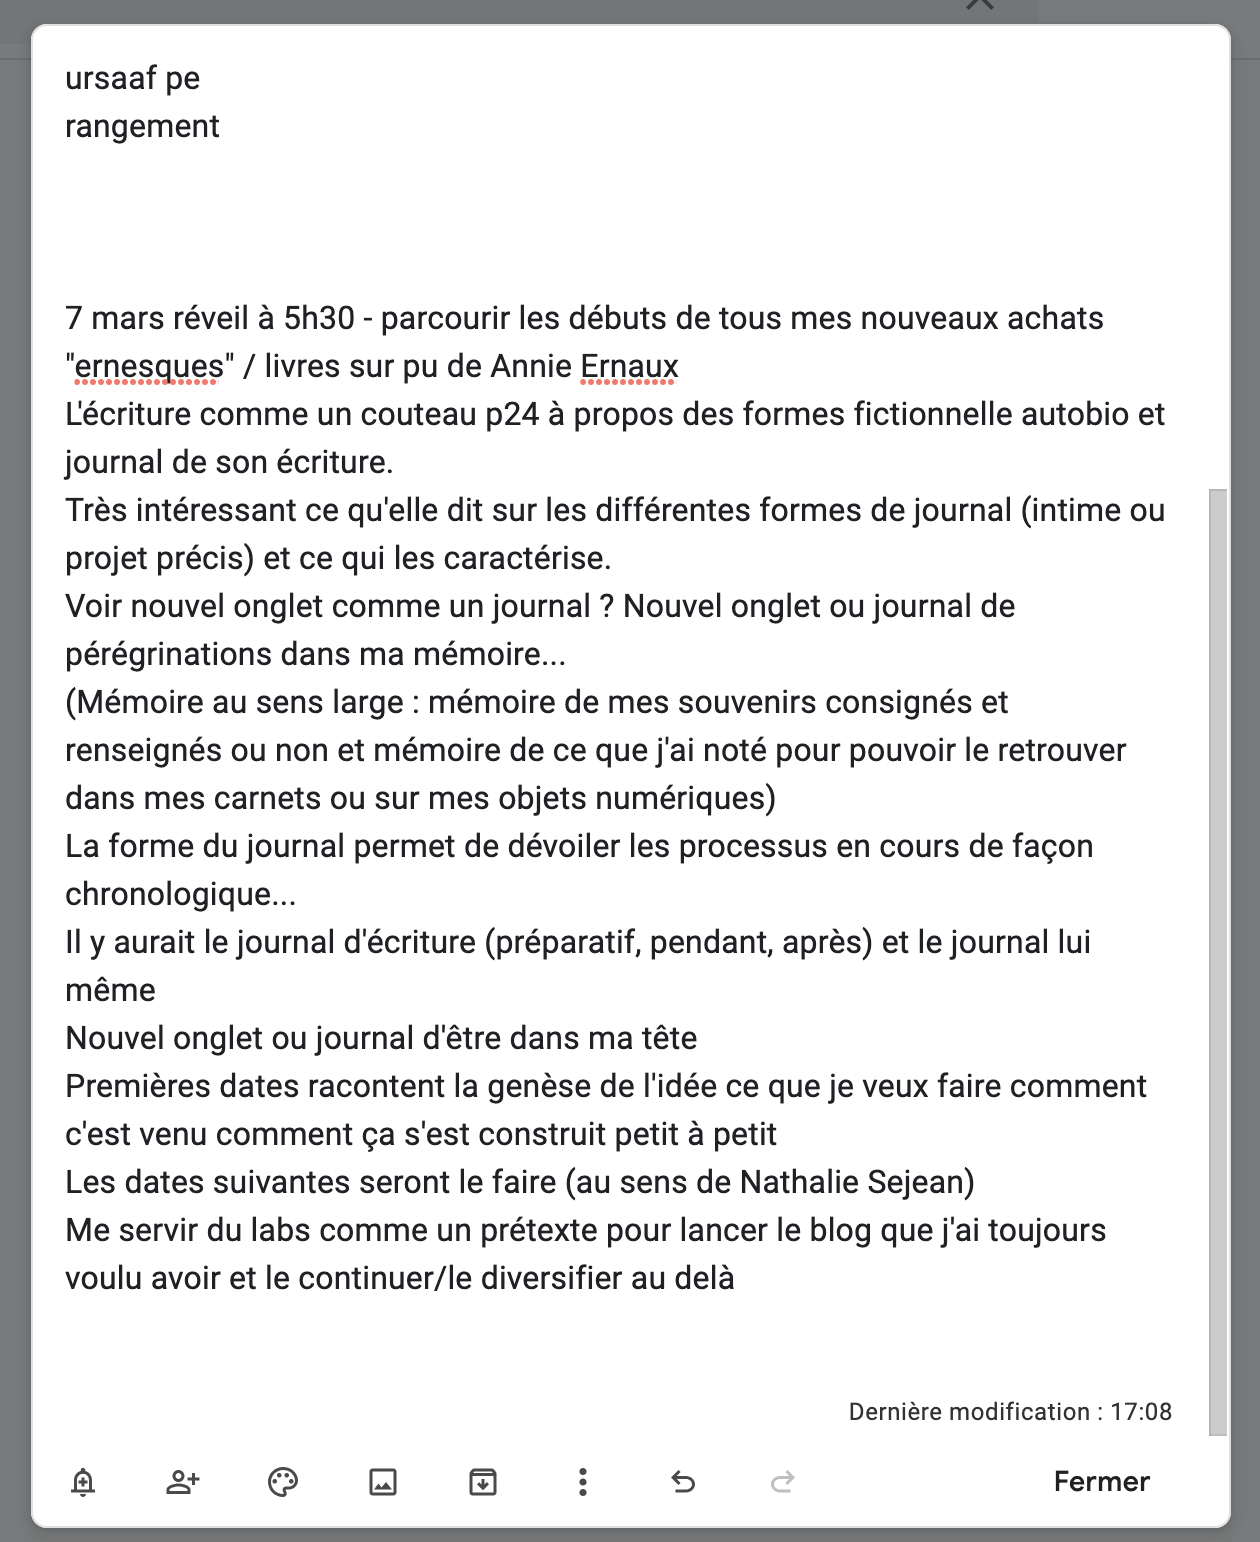 ursaaf pe
rangement
7 mars réveil à 5h30 - parcourir les débuts de tous mes nouveaux achats
"ernesques" / livres sur pu de Annie Ernaux
L'écriture comme un couteau p24 à propos des formes fictionnelle autobio et
journal de son écriture.
Très intéressant ce qu'elle dit sur les différentes formes de journal (intime ou
projet précis) et ce qui les caractérise.
Voir nouvel onglet comme un journal ? Nouvel onglet ou journal de
pérégrinations dans ma mémoire...
(Mémoire au sens large : mémoire de mes souvenirs consignés et
renseignés ou non et mémoire de ce que j'ai noté pour pouvoir le retrouver
dans mes carnets ou sur mes objets numériques)
La forme du journal permet de dévoiler les processus en cours de façon
chronologique...
Il y aurait le journal d'écriture (préparatif, pendant, après) et le journal lui
même
Nouvel onglet ou journal d'être dans ma tête
Premières dates racontent la genèse de l'idée ce que je veux faire comment
c'est venu comment ça s'est construit petit à petit
Les dates suivantes seront le faire (au sens de Nathalie Sejean)
Me servir du labs comme un prétexte pour lancer le blog que j'ai toujours
voulu avoir et le continuer/le diversifier au delà
Dernière modification : 17:08
Fermer